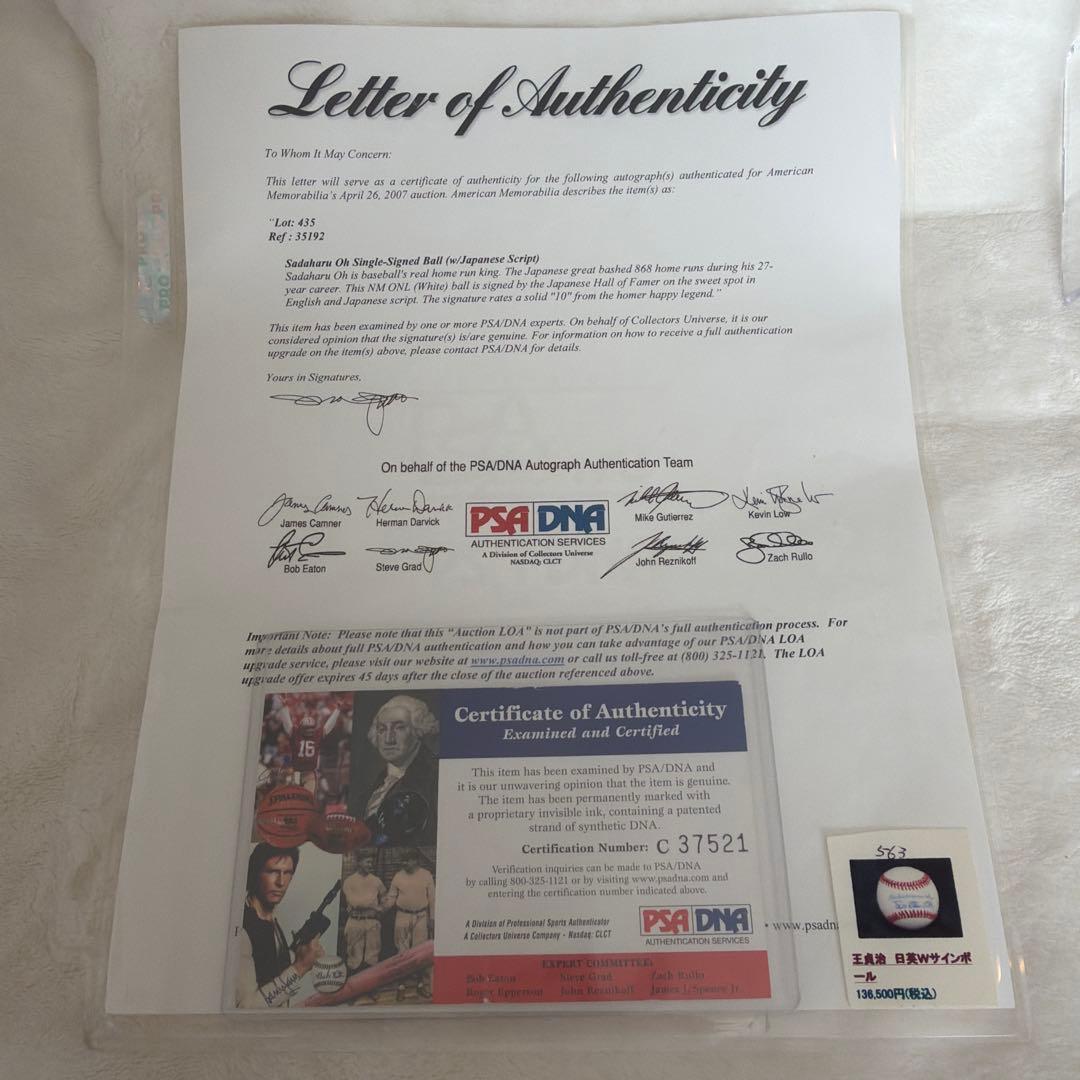 Letter of Authenticity
To Whom It May Concern:
This letter will serve as a certificate of authenticity for the following autograph(s) authenticated for American
Memorabilia's April 26, 2007 auction. American Memorabilia describes the item(s) as:
"Lot: 435
Ref : 35192
Sadaharu Oh Single-Signed Ball (w/Japanese Script)
Sadaharu Oh is baseball's real home run king. The Japanese great bashed 868 home runs during his 27-
year career. This NM ONL (White) ball is signed by the Japanese Hall of Famer on the sweet spot in
English and Japanese script. The signature rates a solid "10" from the homer happy legend."
This item has been examined by one or more PSA/DNA experts. On behalf of Collectors Universe, it is our
considered opinion that the signature(s) is/are genuine. For information on how to receive a full authentication
upgrade on the item(s) above, please contact PSA/DNA for details.
Yours in Signatures,
On behalf of the PSA/DNA Autograph Authentication Team
James Camner Herman Darvick Mike Gutierrez Kevin Low
PSA DNA
AUTHENTICATION SERVICES
A Division of Collectors Universe
NASDAQ: CLCT
Bob Eaton Steve Grad John Reznikoff Zach Rullo
Important Note: Please note that this "Auction LOA" is not part of PSA/DNA's full authentication process. For
more details about full PSA/DNA authentication and how you can take advantage of our PSA/DNA LOA
upgrade service, please visit our website at www.psadna.com or call us toll-free at (800) 325-1121. The LOA
upgrade offer expires 45 days after the close of the auction referenced above.
16
SPALDING
Certificate of Authenticity
Examined and Certified
This item has been examined by PSA/DNA and
it is our unwavering opinion that the item is genuine.
The item has been permanently marked with
a proprietary invisible ink, containing a patented
strand of synthetic DNA.
Certification Number: C 37521
Verification inquiries can be made to PSA/DNA
by calling 800-325-1121 or by visiting www.psadna.com and
entering the certification number indicated above.
A Division of Professional Sports Authenticator
A Collectors Universe Company - Nasdaq: CLCT
PSA DNA
AUTHENTICATION SERVICES
EXPERT COMMITTEE
Bob Eaton Steve Grad Zach Rullo
Roger Epperson John Reznikoff James J. Spence Jr.
• www.psadna
563
王貞治 日英Wサインボ
ール
136,500円(税込)